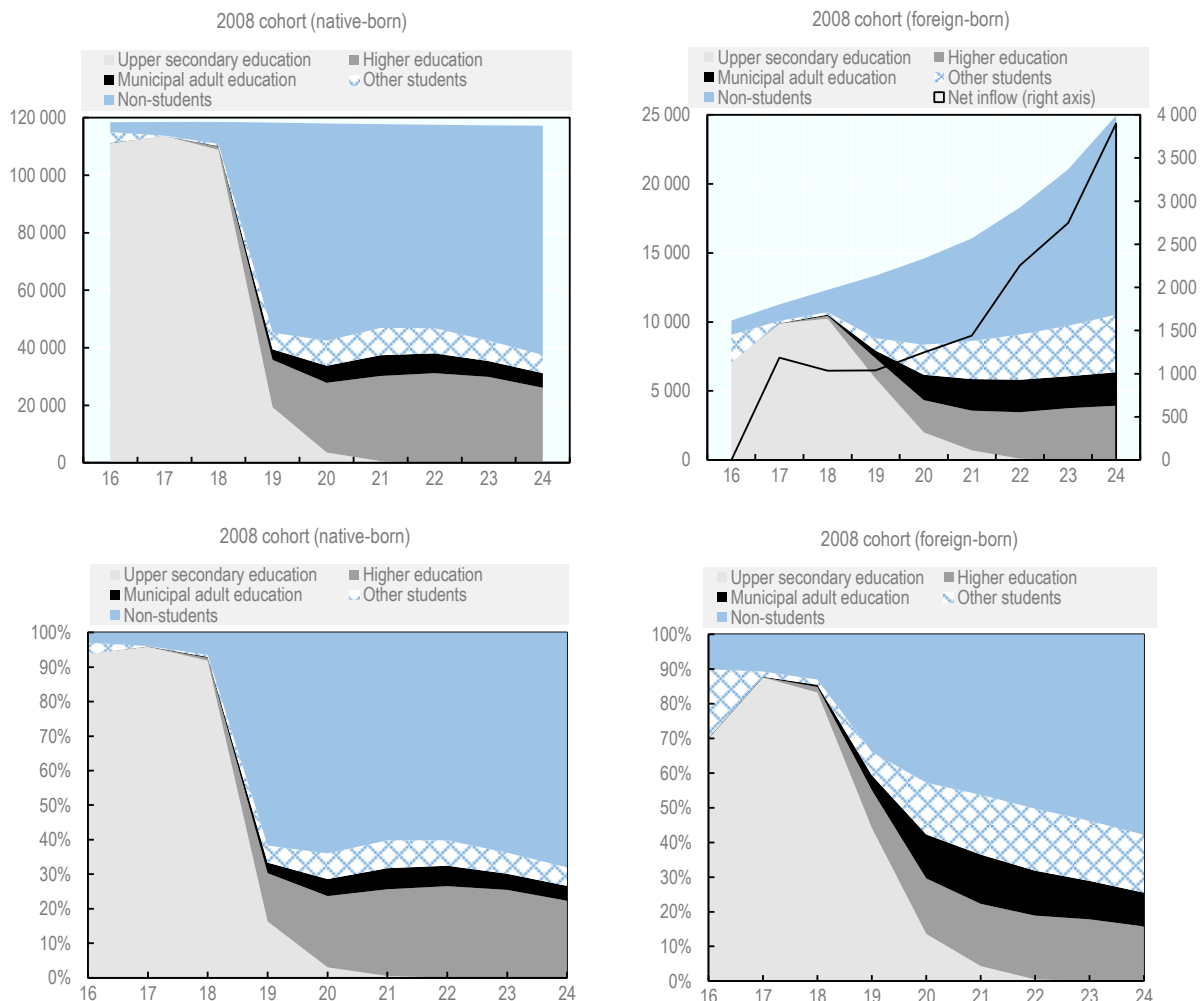 2008 cohort (native-born)
Upper secondary education Higher education
Municipal adult education Other students
Non-students
120 000
100 000
80 000
60 000
40 000
20 000
0
16 17 18 19 20 21 22 23 24
2008 cohort (foreign-born)
Upper secondary education Higher education
Municipal adult education Other students
Non-students Net inflow (right axis)
25 000 4 000
3 500
20 000
3 000
15 000 2 500
2 000
10 000
1 500
1 000
5 000
500
0 0
16 17 18 19 20 21 22 23 24
2008 cohort (native-born)
Upper secondary education Higher education
Municipal adult education Other students
Non-students
100%
90%
80%
70%
60%
50%
40%
30%
20%
10%
0%
16 17 18 19 20 21 22 23 24
2008 cohort (foreign-born)
Upper secondary education Higher education
Municipal adult education Other students
Non-students
100%
90%
80%
70%
60%
50%
40%
30%
20%
10%
0%
16 17 18 19 20 21 22 23 24